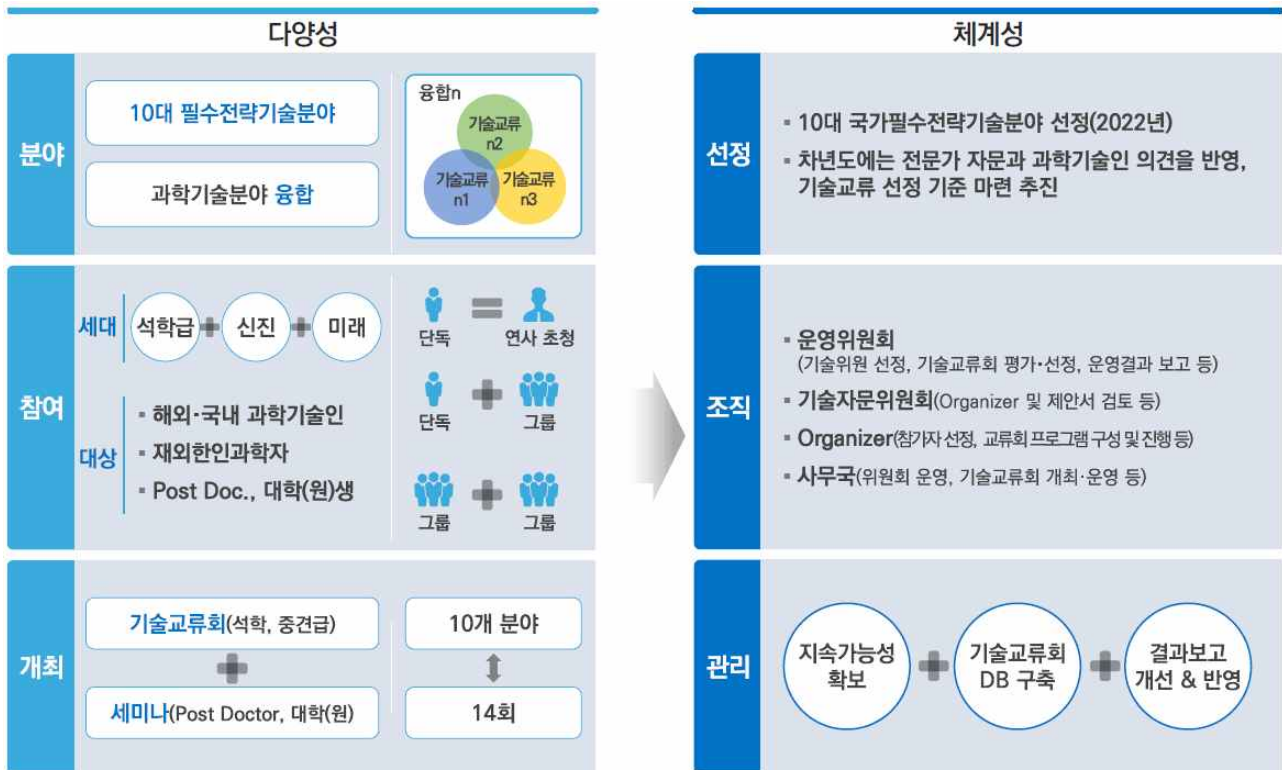 다양성
분야
10대 필수전략기술분야
과학기술분야 융합
융합n
기술교류
n2
기술교류
n1
기술교류
n3
참여
세대
석학급
신진
미래
대상
▪ 해외·국내 과학기술인
▪ 재외한인과학자
▪ Post Doc., 대학(원)생
단독
연사 초청
단독
그룹
그룹
그룹
개최
기술교류회(석학, 중견급)
세미나(Post Doctor, 대학(원)
10개 분야
14회
체계성
선정
▪ 10대 국가필수전략기술분야 선정(2022년)
▪ 차년도에는 전문가 자문과 과학기술인 의견을 반영,
기술교류 선정 기준 마련 추진
조직
▪ 운영위원회
(기술위원 선정, 기술교류회 평가·선정, 운영결과 보고 등)
▪ 기술자문위원회(Organizer 및 제안서 검토 등)
▪ Organizer(참가자 선정, 교류회 프로그램 구성 및 진행 등)
▪ 사무국(위원회 운영, 기술교류회 개최·운영 등)
관리
지속가능성
확보
기술교류회
DB 구축
결과보고
개선 & 반영